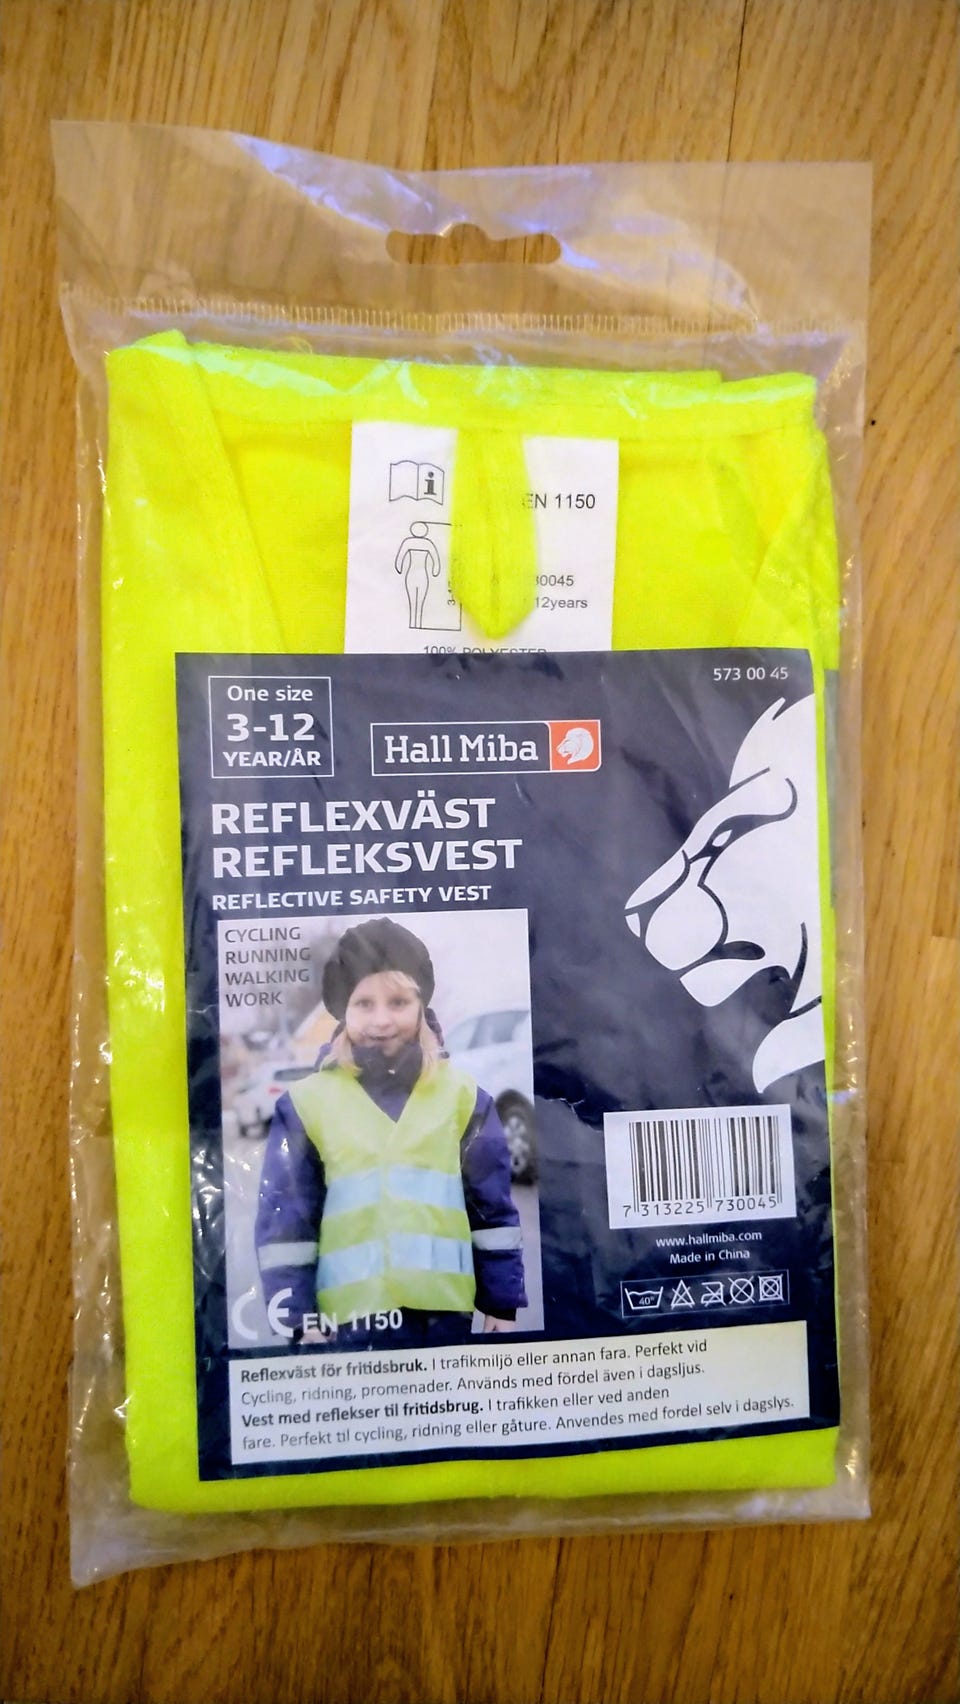 i
EN 1150
12years
100% POLYESTER
573 00 45
One size
3-12
YEAR/ÅR
Hall Miba
REFLEXVÄST
REFLEKSVEST
REFLECTIVE SAFETY VEST
CYCLING
RUNNING
WALKING
WORK
CE EN 1150
7 313225 730045
www.hallmiba.com
Made in China
40°
Reflexväst för fritidsbruk. I trafikmiljö eller annan fara. Perfekt vid
Cycling, ridning, promenader. Används med fördel även i dagsljus.
Vest med reflekser til fritidsbrug. I trafikken eller ved anden
fare. Perfekt til cycling, ridning eller gåture. Anvendes med fordel selv i dagslys.